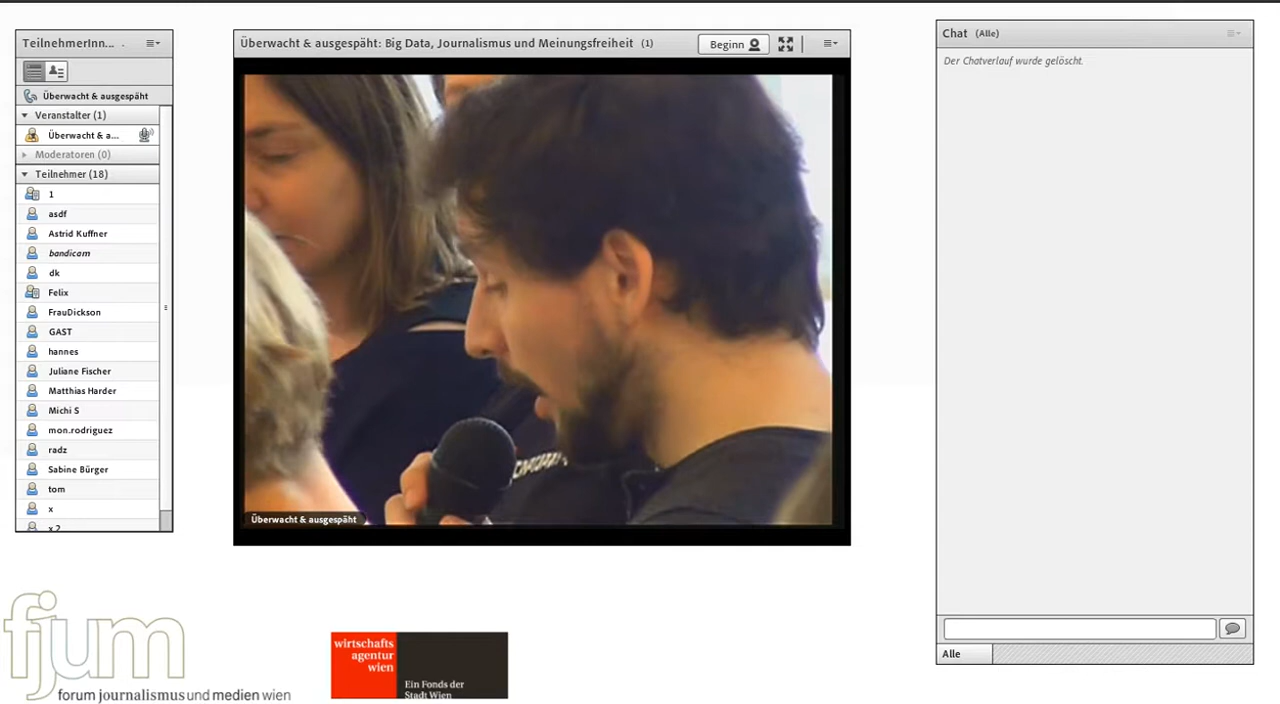 TeilnehmerInn...
Überwacht & ausgespäht
Veranstalter (1)
Überwacht & a...
Moderatoren (0)
Teilnehmer (18)
1
asdf
Astrid Kuffner
bandicam
dk
Felix
FrauDickson
GAST
hannes
Juliane Fischer
Matthias Harder
Michi S
mon.rodriguez
radz
Sabine Bürger
tom
x
x 2
Überwacht & ausgespäht: Big Data, Journalismus und Meinungsfreiheit (1)
Beginn
Überwacht & ausgespäht
Chat (Alle)
Der Chatverlauf wurde gelöscht.
Alle
fjum
forum journalismus und medien wien
wirtschafts
agentur
wien
Ein Fonds der
Stadt Wien